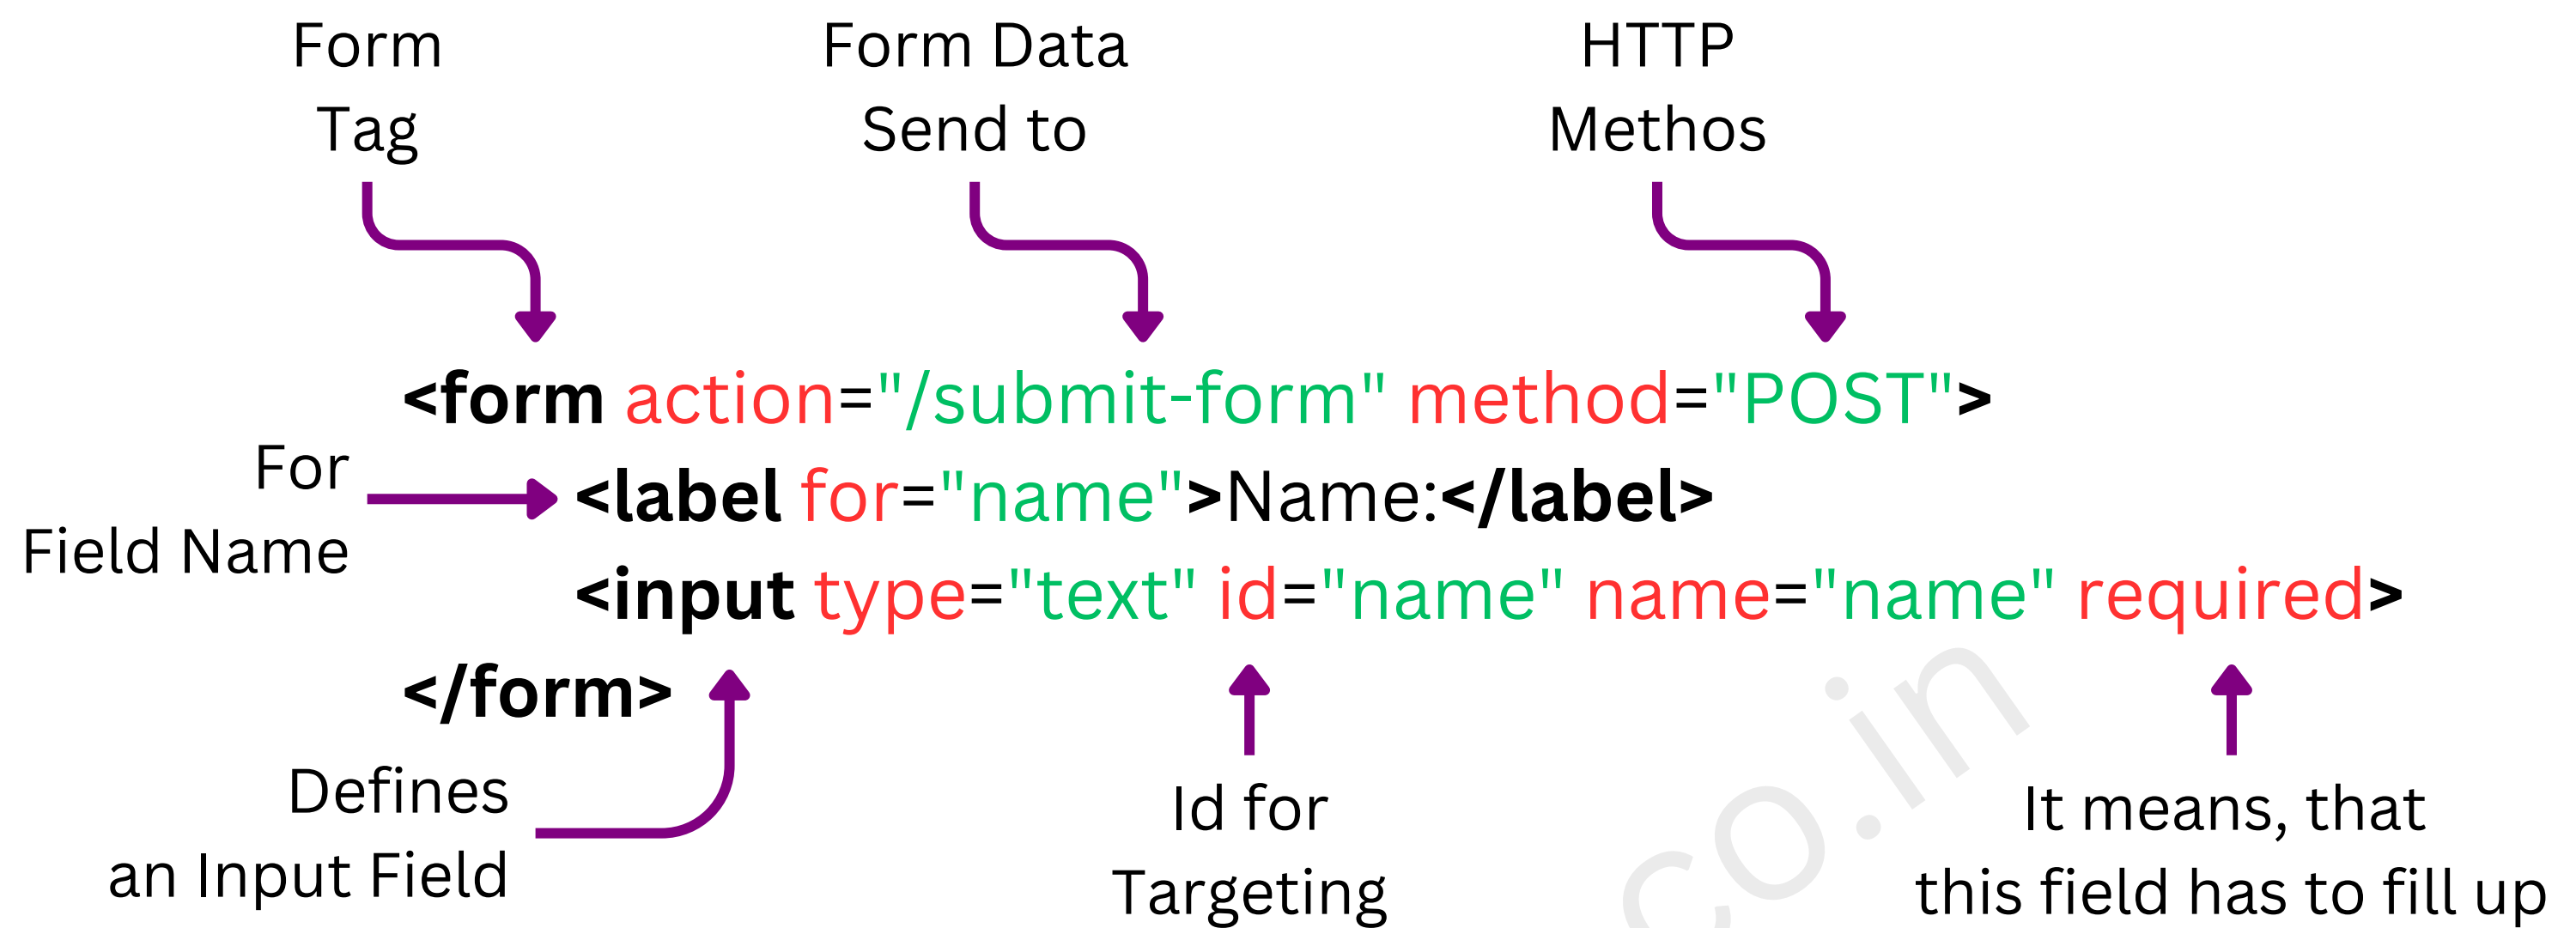 Form
Tag
Form Data
Send to
HTTP
Methos
<form action="/submit-form" method="POST">
For
Field Name
<label for="name">Name:</label>
<input type="text" id="name" name="name" required>
</form>
Defines
an Input Field
Id for
Targeting
It means, that
this field has to fill up
co.in